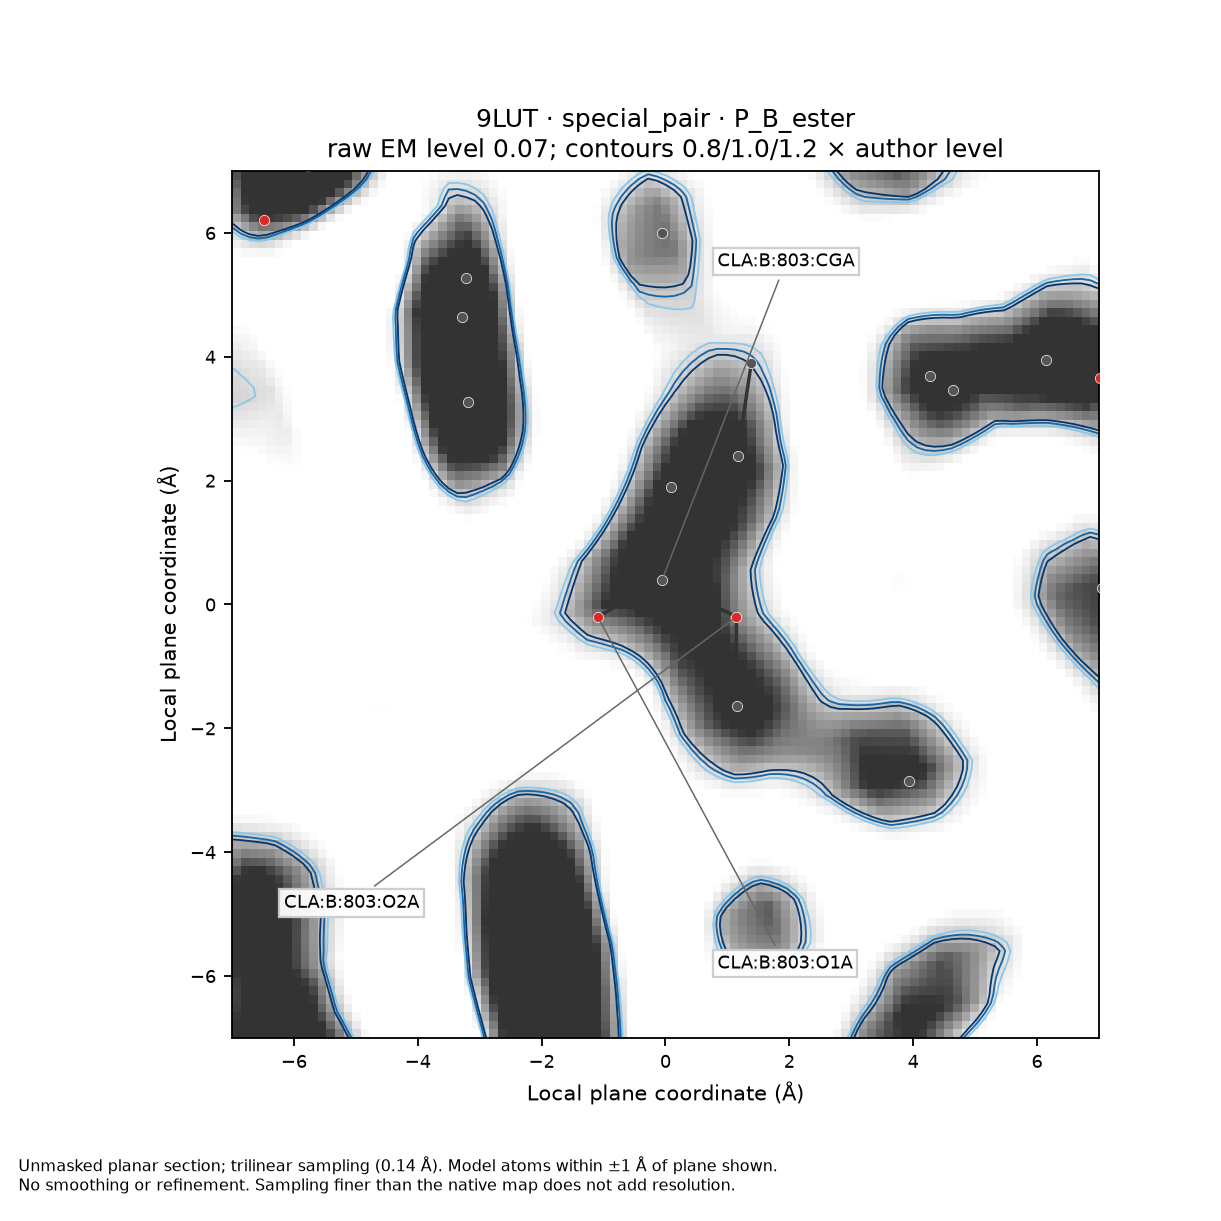 9LUT · special_pair · P_B_ester
raw EM level 0.07; contours 0.8/1.0/1.2 × author level
CLA:B:803:CGA
CLA:B:803:O2A
CLA:B:803:O1A
6
4
2
0
−2
−4
−6
Local plane coordinate (Å)
−6 −4 −2 0 2 4 6
Local plane coordinate (Å)
Unmasked planar section; trilinear sampling (0.14 Å). Model atoms within ±1 Å of plane shown.
No smoothing or refinement. Sampling finer than the native map does not add resolution.